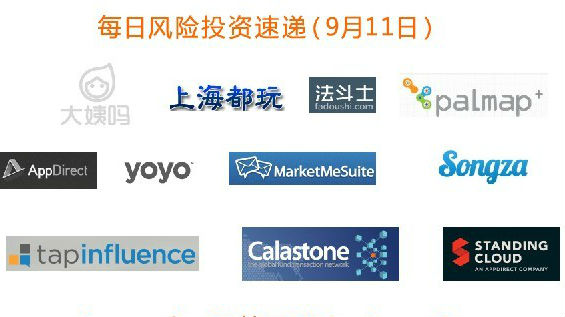 每日风险投资速递(9月11日)
大姨吗
上海都玩
法斗士
fadoushi.com
palmap+
AppDirect
yoyo
MarketMeSuite
Songza
tapinfluence
Calastone
the global fund transaction network
STANDING
CLOUD
AN APPDIRECT COMPANY